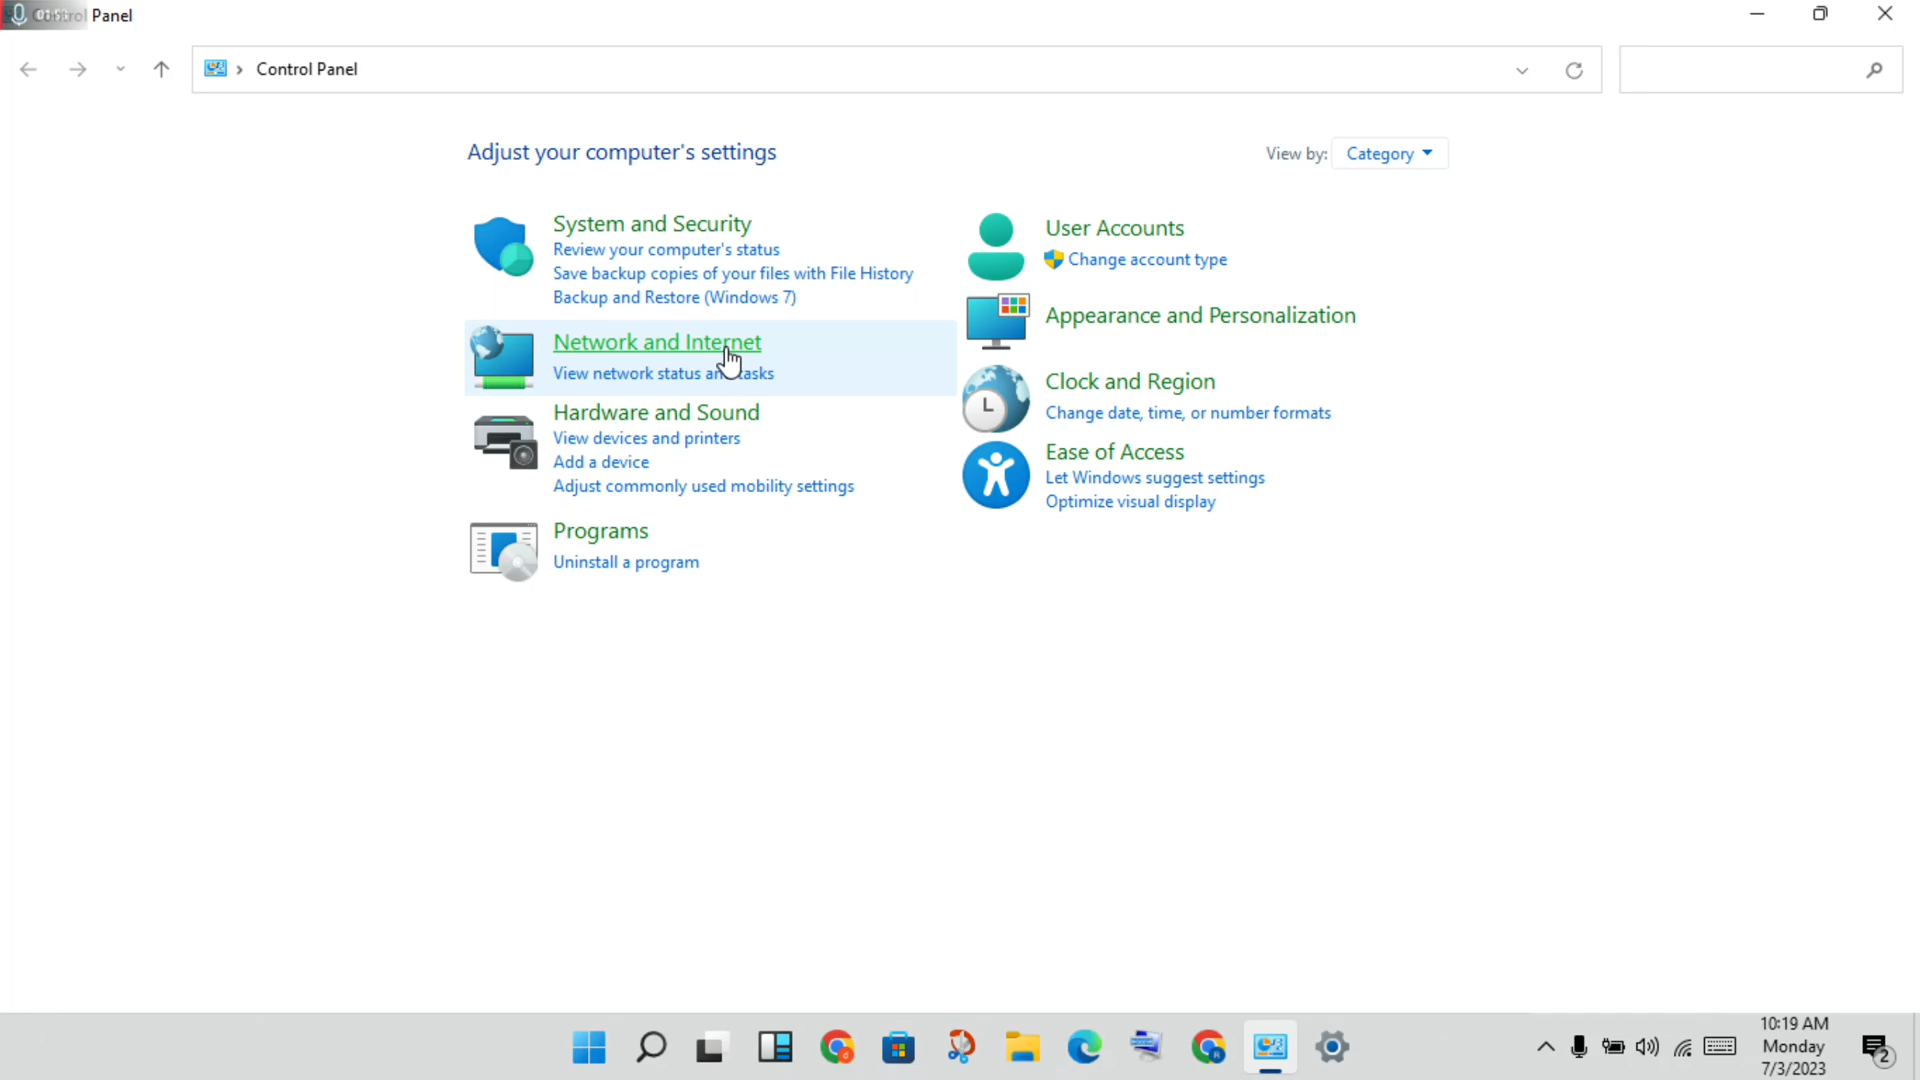 Control Panel
Control Panel
Adjust your computer's settings
View by: Category
System and Security
Review your computer's status
Save backup copies of your files with File History
Backup and Restore (Windows 7)
Network and Internet
View network status and tasks
Hardware and Sound
View devices and printers
Add a device
Adjust commonly used mobility settings
Programs
Uninstall a program
User Accounts
Change account type
Appearance and Personalization
Clock and Region
Change date, time, or number formats
Ease of Access
Let Windows suggest settings
Optimize visual display
10:19 AM
Monday
7/3/2023
2